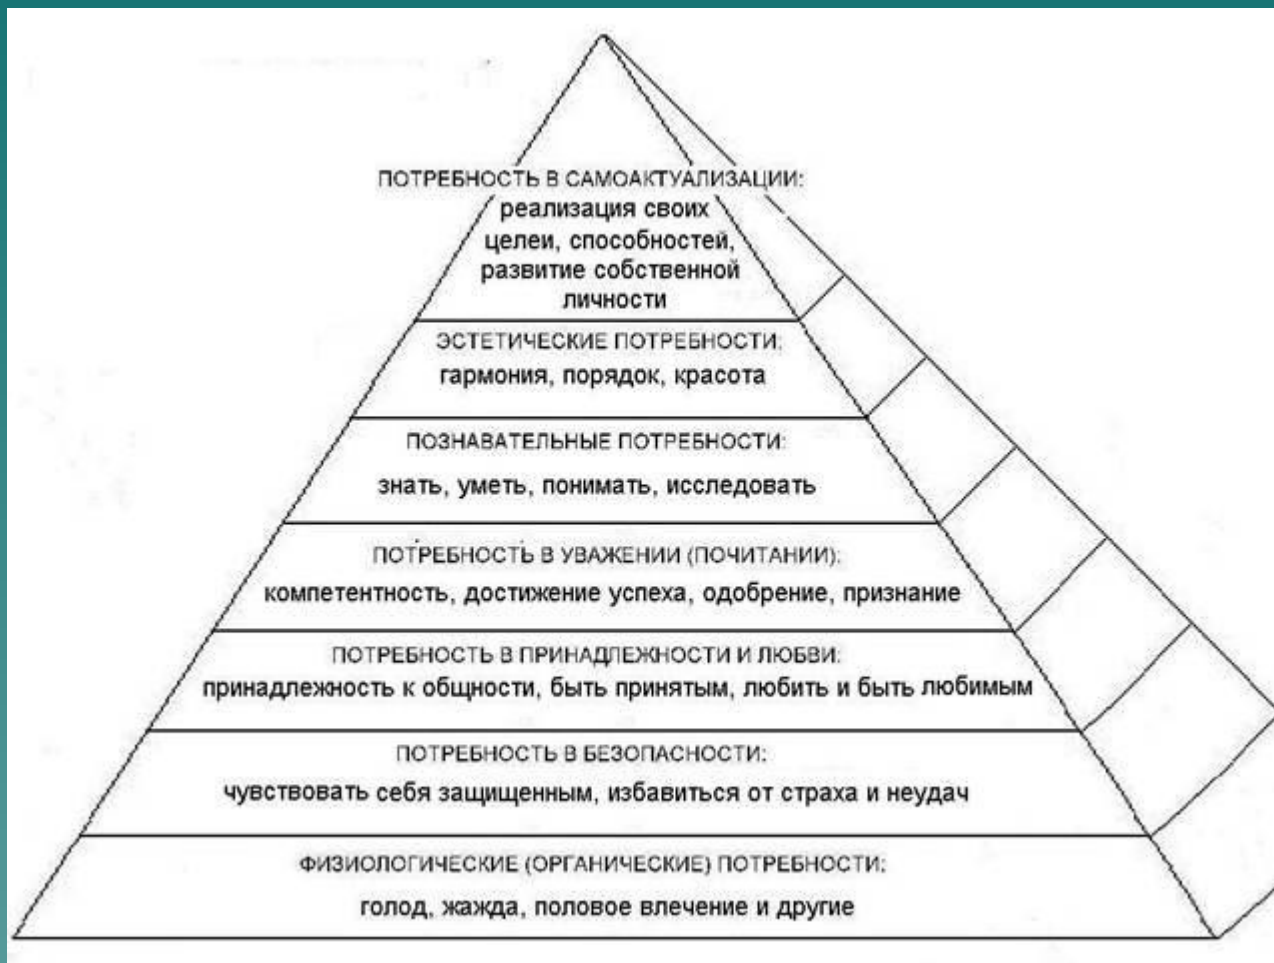 ПОТРЕБНОСТЬ В САМОАКТУАЛИЗАЦИИ:
реализация своих
целеи, способностей,
развитие собственной
личности
ЭСТЕТИЧЕСКИЕ ПОТРЕБНОСТИ:
гармония, порядок, красота
ПОЗНАВАТЕЛЬНЫЕ ПОТРЕБНОСТИ:
знать, уметь, понимать, исследовать
ПОТРЕБНОСТЬ В УВАЖЕНИИ (ПОЧИТАНИИ):
компетентность, достижение успеха, одобрение, признание
ПОТРЕБНОСТЬ В ПРИНАДЛЕЖНОСТИ И ЛЮБВИ:
принадлежность к общности, быть принятым, любить и быть любимым
ПОТРЕБНОСТЬ В БЕЗОПАСНОСТИ:
чувствовать себя защищенным, избавиться от страха и неудач
ФИЗИОЛОГИЧЕСКИЕ (ОРГАНИЧЕСКИЕ) ПОТРЕБНОСТИ:
голод, жажда, половое влечение и другие